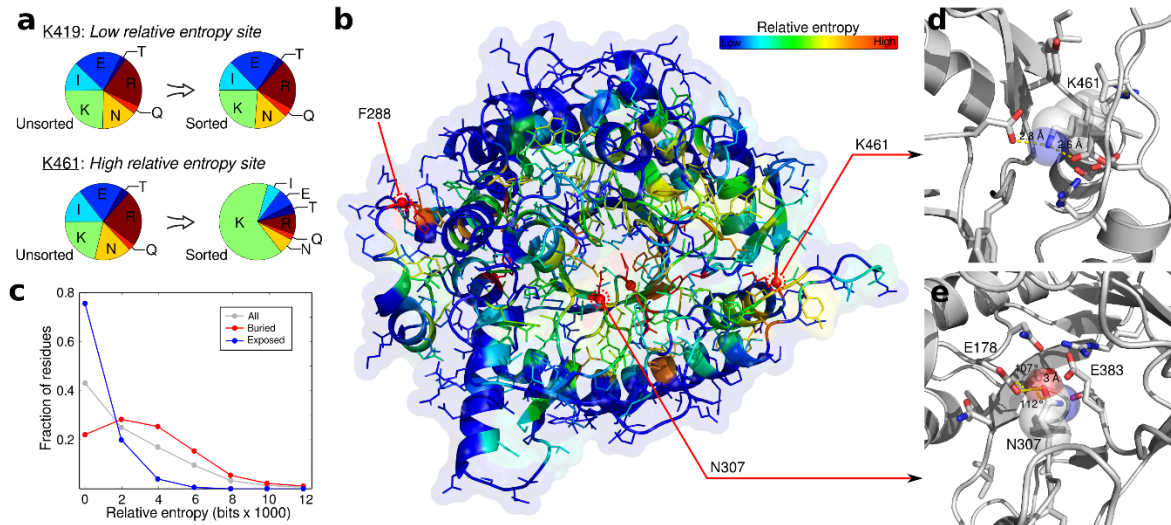 a
K419: Low relative entropy site
T
E
I
R
K
N
Q
Unsorted
T
E
I
R
K
N
Q
Sorted
K461: High relative entropy site
T
E
I
R
K
N
Q
Unsorted
I
E
T
K
R
Q
N
Sorted
b
Relative entropy
Low
High
F288
K461
N307
c
0.8
0.6
0.4
0.2
Fraction of residues
All
Buried
Exposed
0 2 4 6 8 10 12
Relative entropy (bits x 1000)
d
K461
2.8 Å
2.6 Å
e
E178
107°
3 Å
E383
112°
N307